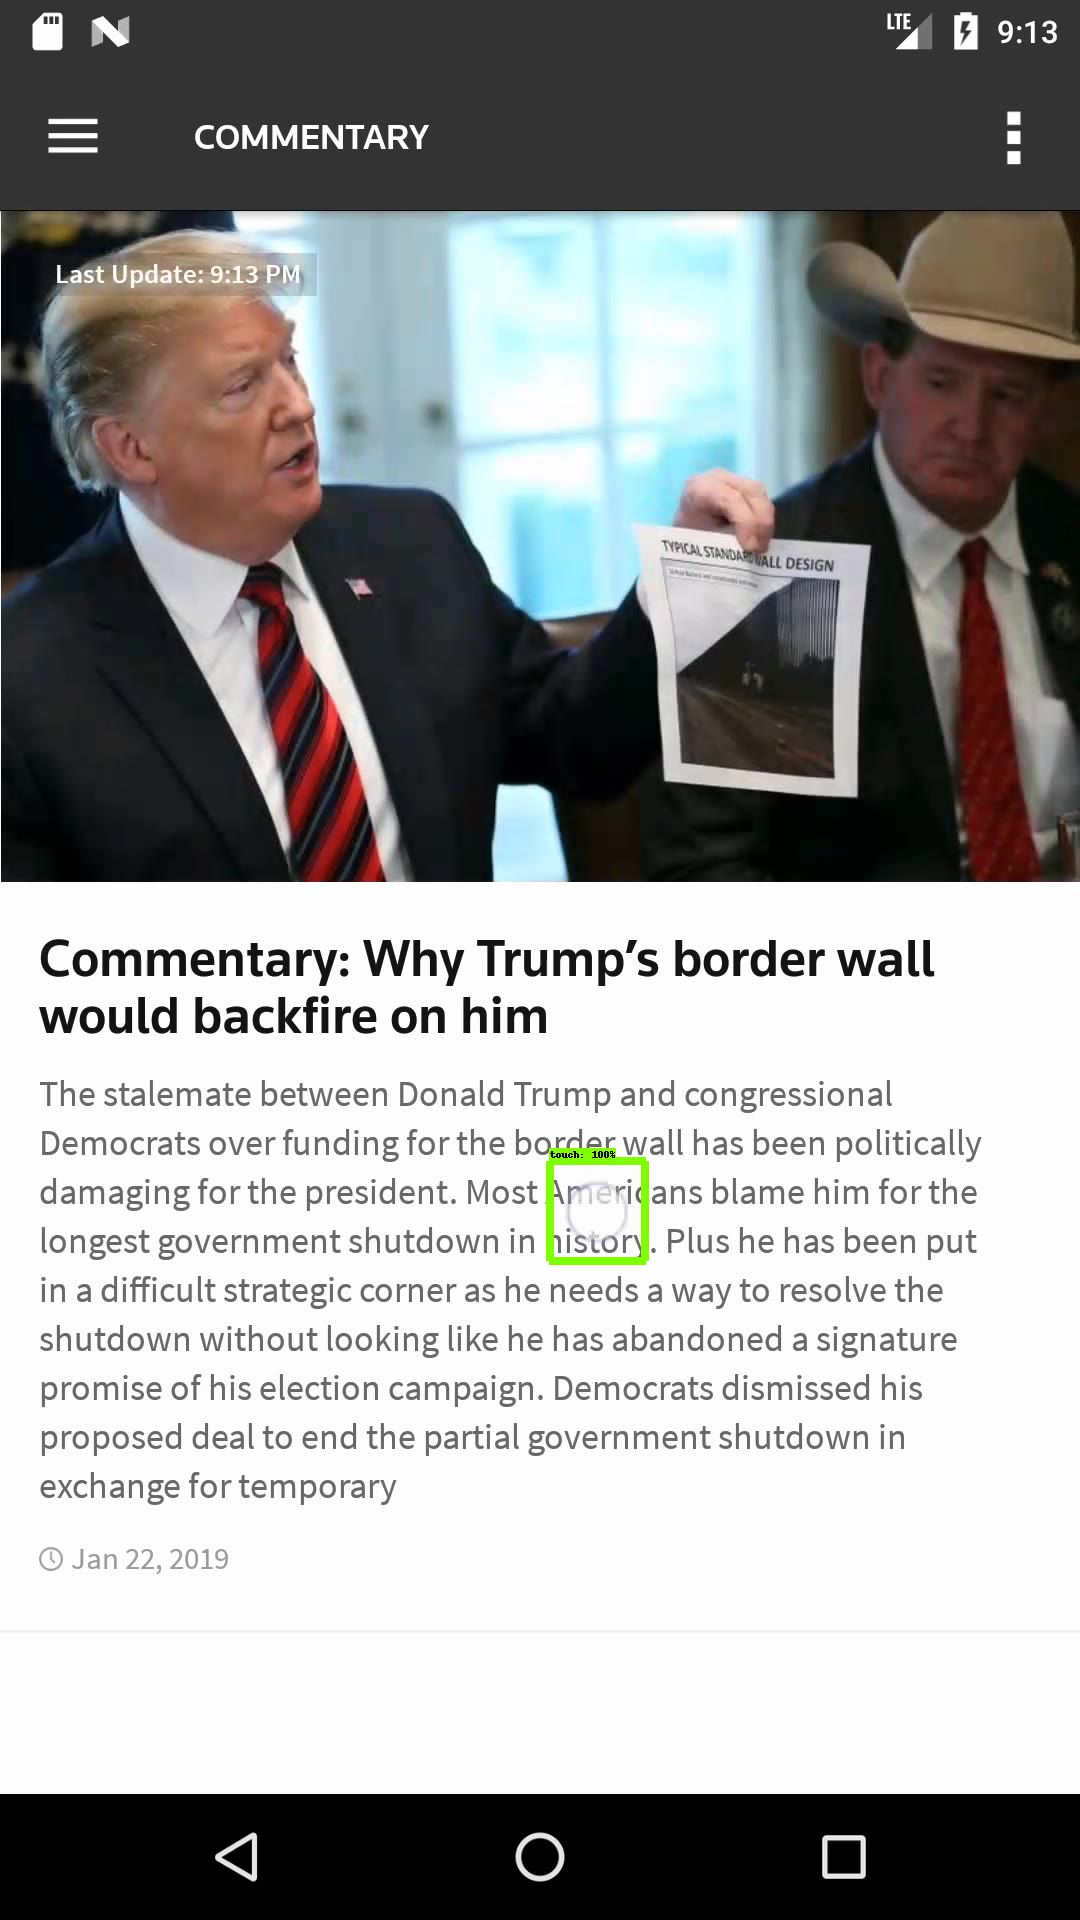 LTE 9:13
COMMENTARY
Last Update: 9:13 PM
TYPICAL STANDARD WALL DESIGN
Commentary: Why Trump’s border wall
would backfire on him
The stalemate between Donald Trump and congressional
Democrats over funding for the border wall has been politically
touch: 100%
damaging for the president. Most Americans blame him for the
longest government shutdown in history. Plus he has been put
in a difficult strategic corner as he needs a way to resolve the
shutdown without looking like he has abandoned a signature
promise of his election campaign. Democrats dismissed his
proposed deal to end the partial government shutdown in
exchange for temporary
Jan 22, 2019